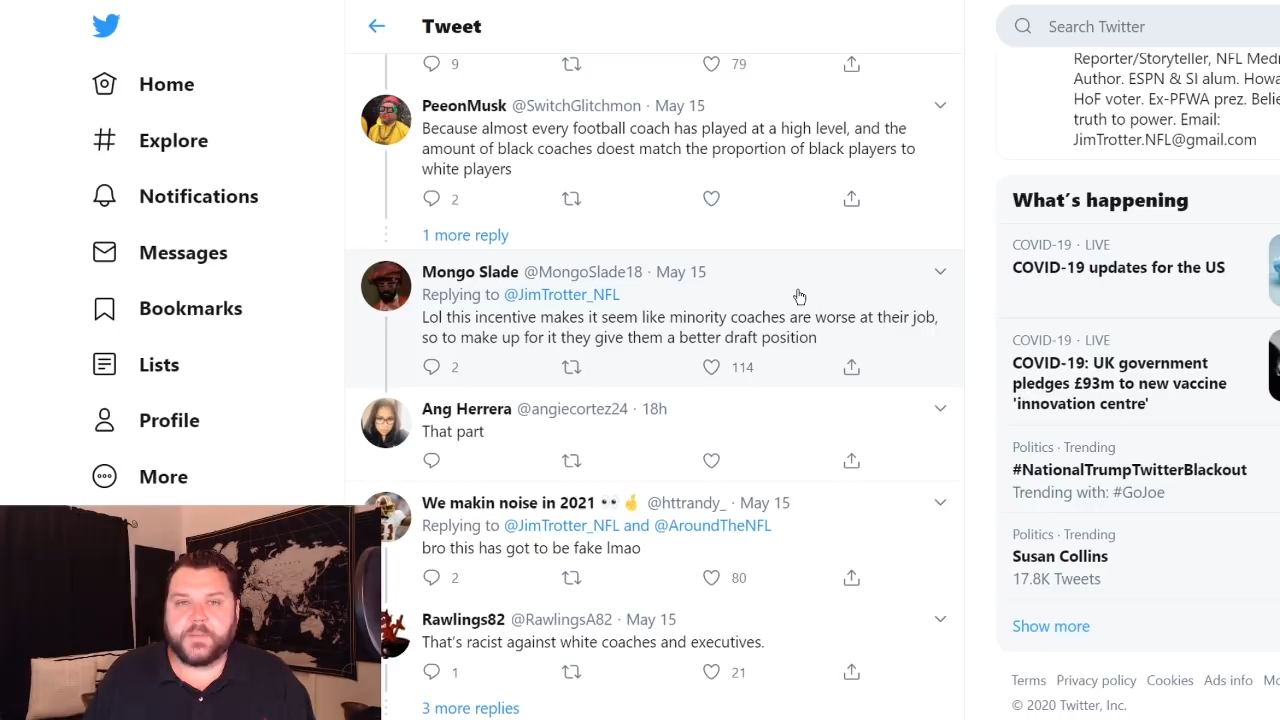 Home
Explore
Notifications
Messages
Bookmarks
Lists
Profile
More
Tweet
9 79
PeeonMusk @SwitchGlitchmon · May 15
Because almost every football coach has played at a high level, and the
amount of black coaches doest match the proportion of black players to
white players
2
1 more reply
Mongo Slade @MongoSlade18 · May 15
Replying to @JimTrotter_NFL
Lol this incentive makes it seem like minority coaches are worse at their job,
so to make up for it they give them a better draft position
2 114
Ang Herrera @angiecortez24 · 18h
That part
We makin noise in 2021 👀🤞 @httrandy_ · May 15
Replying to @JimTrotter_NFL and @AroundTheNFL
bro this has got to be fake lmao
2 80
Rawlings82 @RawlingsA82 · May 15
That's racist against white coaches and executives.
1 21
3 more replies
Search Twitter
Reporter/Storyteller, NFL
Author. ESPN & SI alum.
HoF voter. Ex-PFWA prez.
truth to power. Email:
JimTrotter.NFL@gmail.com
What's happening
COVID-19 · LIVE
COVID-19 updates for the US
COVID-19 · LIVE
COVID-19: UK government
pledges £93m to new vaccine
'innovation centre'
Politics · Trending
#NationalTrumpTwitterBlackout
Trending with: #GoJoe
Politics · Trending
Susan Collins
17.8K Tweets
Show more
Terms Privacy policy Cookies Ads info
© 2020 Twitter, Inc.